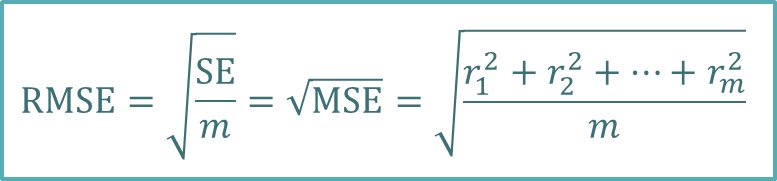 RMSE = √(SE/m) = √MSE = √((r₁² + r₂² + ⋯ + rₘ²)/m)